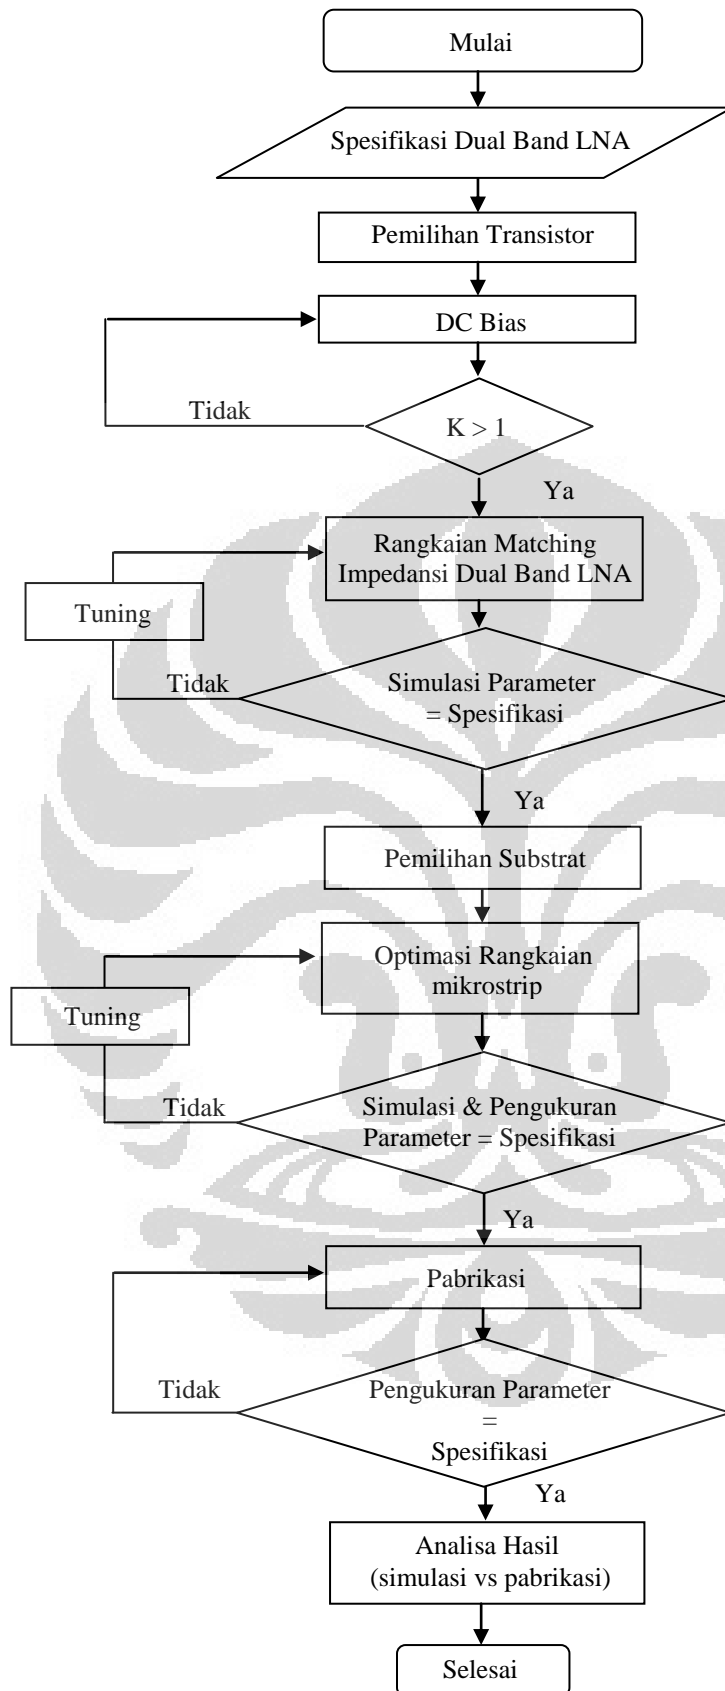 Mulai
Spesifikasi Dual Band LNA
Pemilihan Transistor
DC Bias
Tidak
K > 1
Ya
Rangkaian Matching
Impedansi Dual Band LNA
Tuning
Tidak
Simulasi Parameter
= Spesifikasi
Ya
Pemilihan Substrat
Optimasi Rangkaian
mikrostrip
Tuning
Tidak
Simulasi & Pengukuran
Parameter = Spesifikasi
Ya
Pabrikasi
Tidak
Pengukuran Parameter
=
Spesifikasi
Ya
Analisa Hasil
(simulasi vs pabrikasi)
Selesai